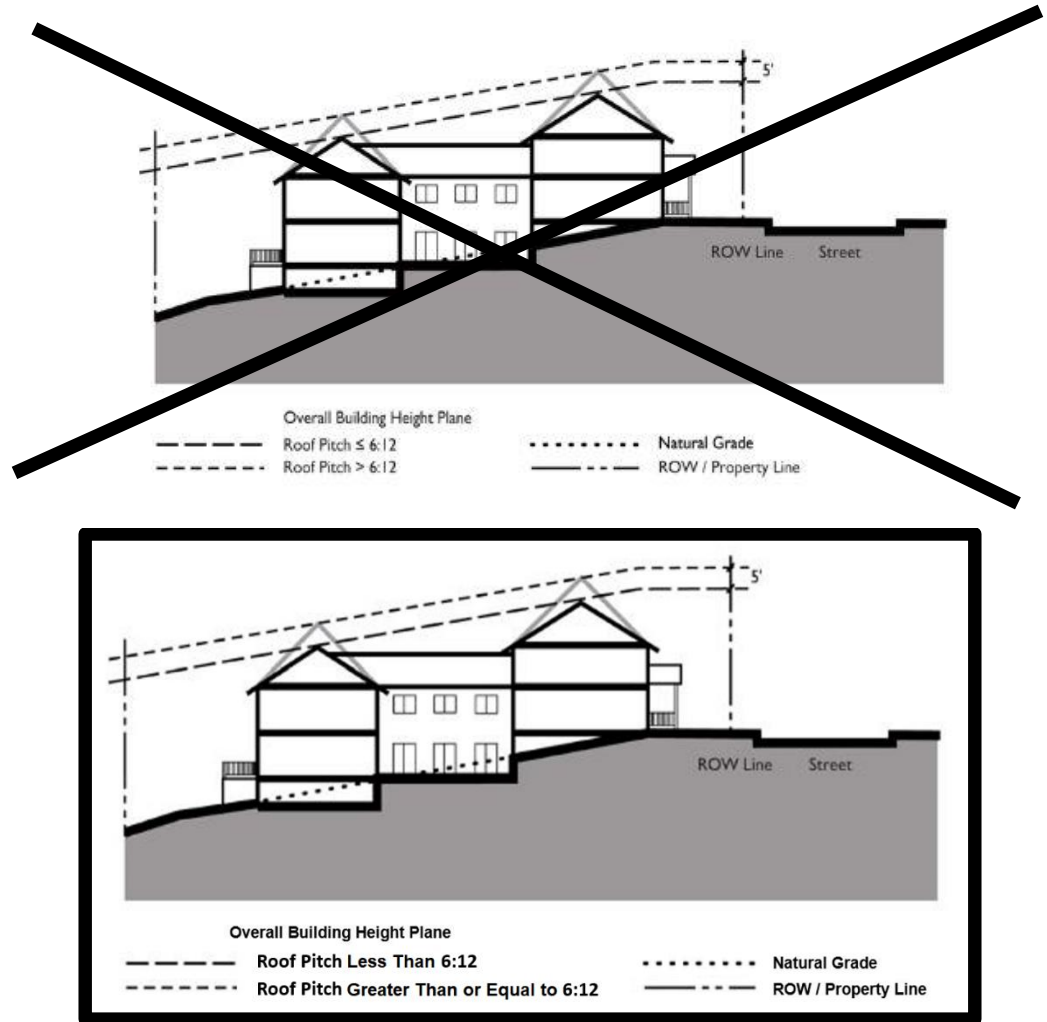 5'
ROW Line Street
Overall Building Height Plane
Roof Pitch ≤ 6:12
Roof Pitch > 6:12
Natural Grade
ROW / Property Line
5'
ROW Line Street
Overall Building Height Plane
Roof Pitch Less Than 6:12
Roof Pitch Greater Than or Equal to 6:12
Natural Grade
ROW / Property Line